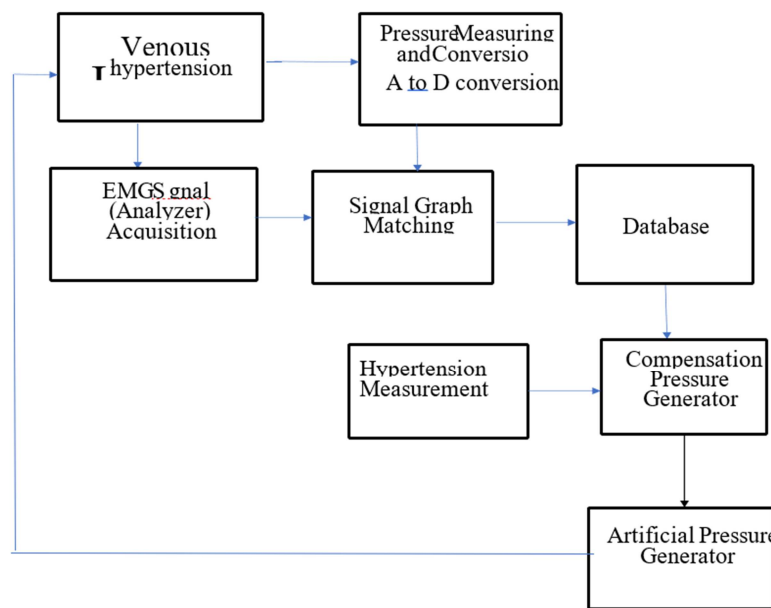 Venous
hypertension
Pressure Measuring
and Conversio
A to D conversion
EMGS gnal
(Analyzer)
Acquisition
Signal Graph
Matching
Database
Hypertension
Measurement
Compensation
Pressure
Generator
Artificial Pressure
Generator